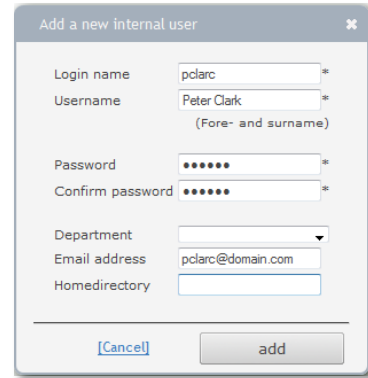 Add a new internal user ✖
Login name pclarc *
Username Peter Clark *
(Fore- and surname)
Password ●●●●●● *
Confirm password ●●●●●● *
Department
Email address pclarc@domain.com
Homedirectory
[Cancel] add